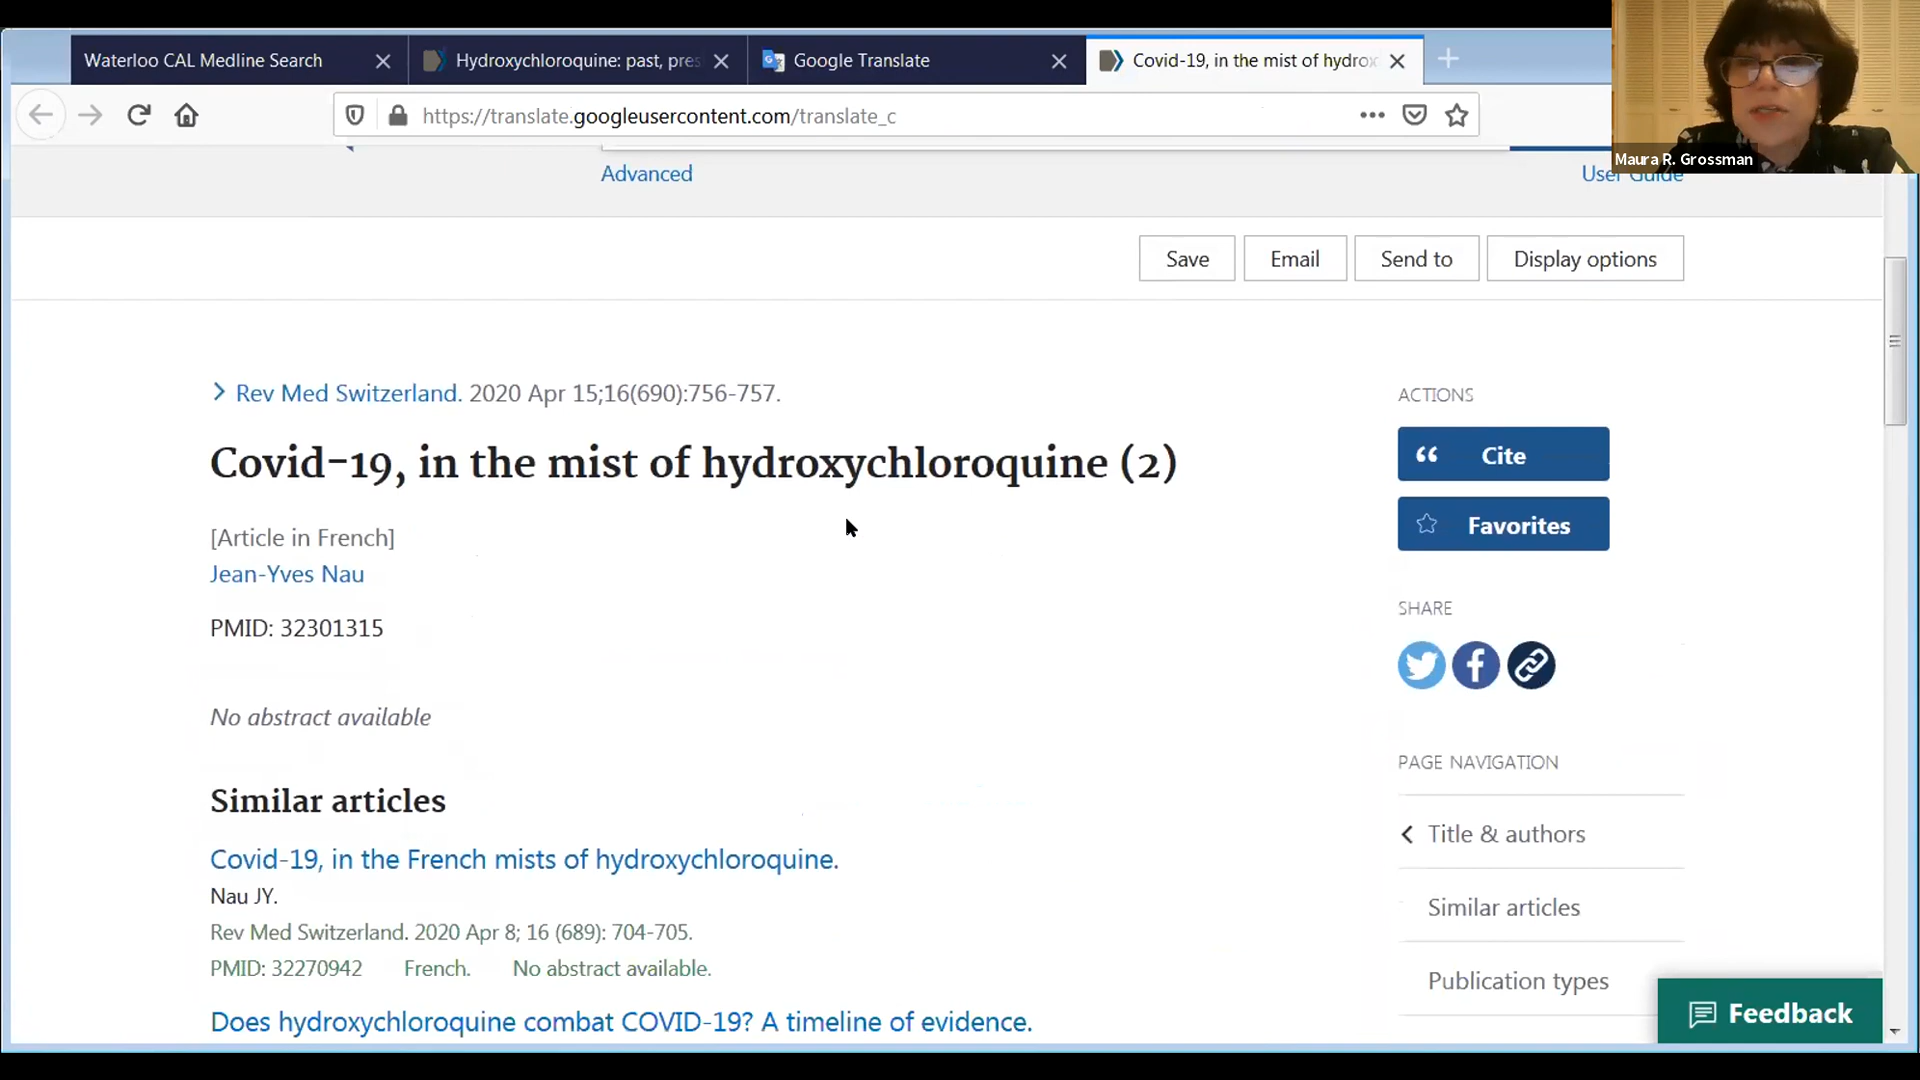 Waterloo CAL Medline Search
Hydroxychloroquine: past, pres
Google Translate
Covid-19, in the mist of hydrox
https://translate.googleusercontent.com/translate_c
Maura R. Grossman
Advanced
User Guide
Save
Email
Send to
Display options
Rev Med Switzerland. 2020 Apr 15;16(690):756-757.
Covid-19, in the mist of hydroxychloroquine (2)
[Article in French]
Jean-Yves Nau
PMID: 32301315
No abstract available
Similar articles
Covid-19, in the French mists of hydroxychloroquine.
Nau JY.
Rev Med Switzerland. 2020 Apr 8; 16 (689): 704-705.
PMID: 32270942 French. No abstract available.
Does hydroxychloroquine combat COVID-19? A timeline of evidence.
ACTIONS
Cite
Favorites
SHARE
PAGE NAVIGATION
Title & authors
Similar articles
Publication types
Feedback